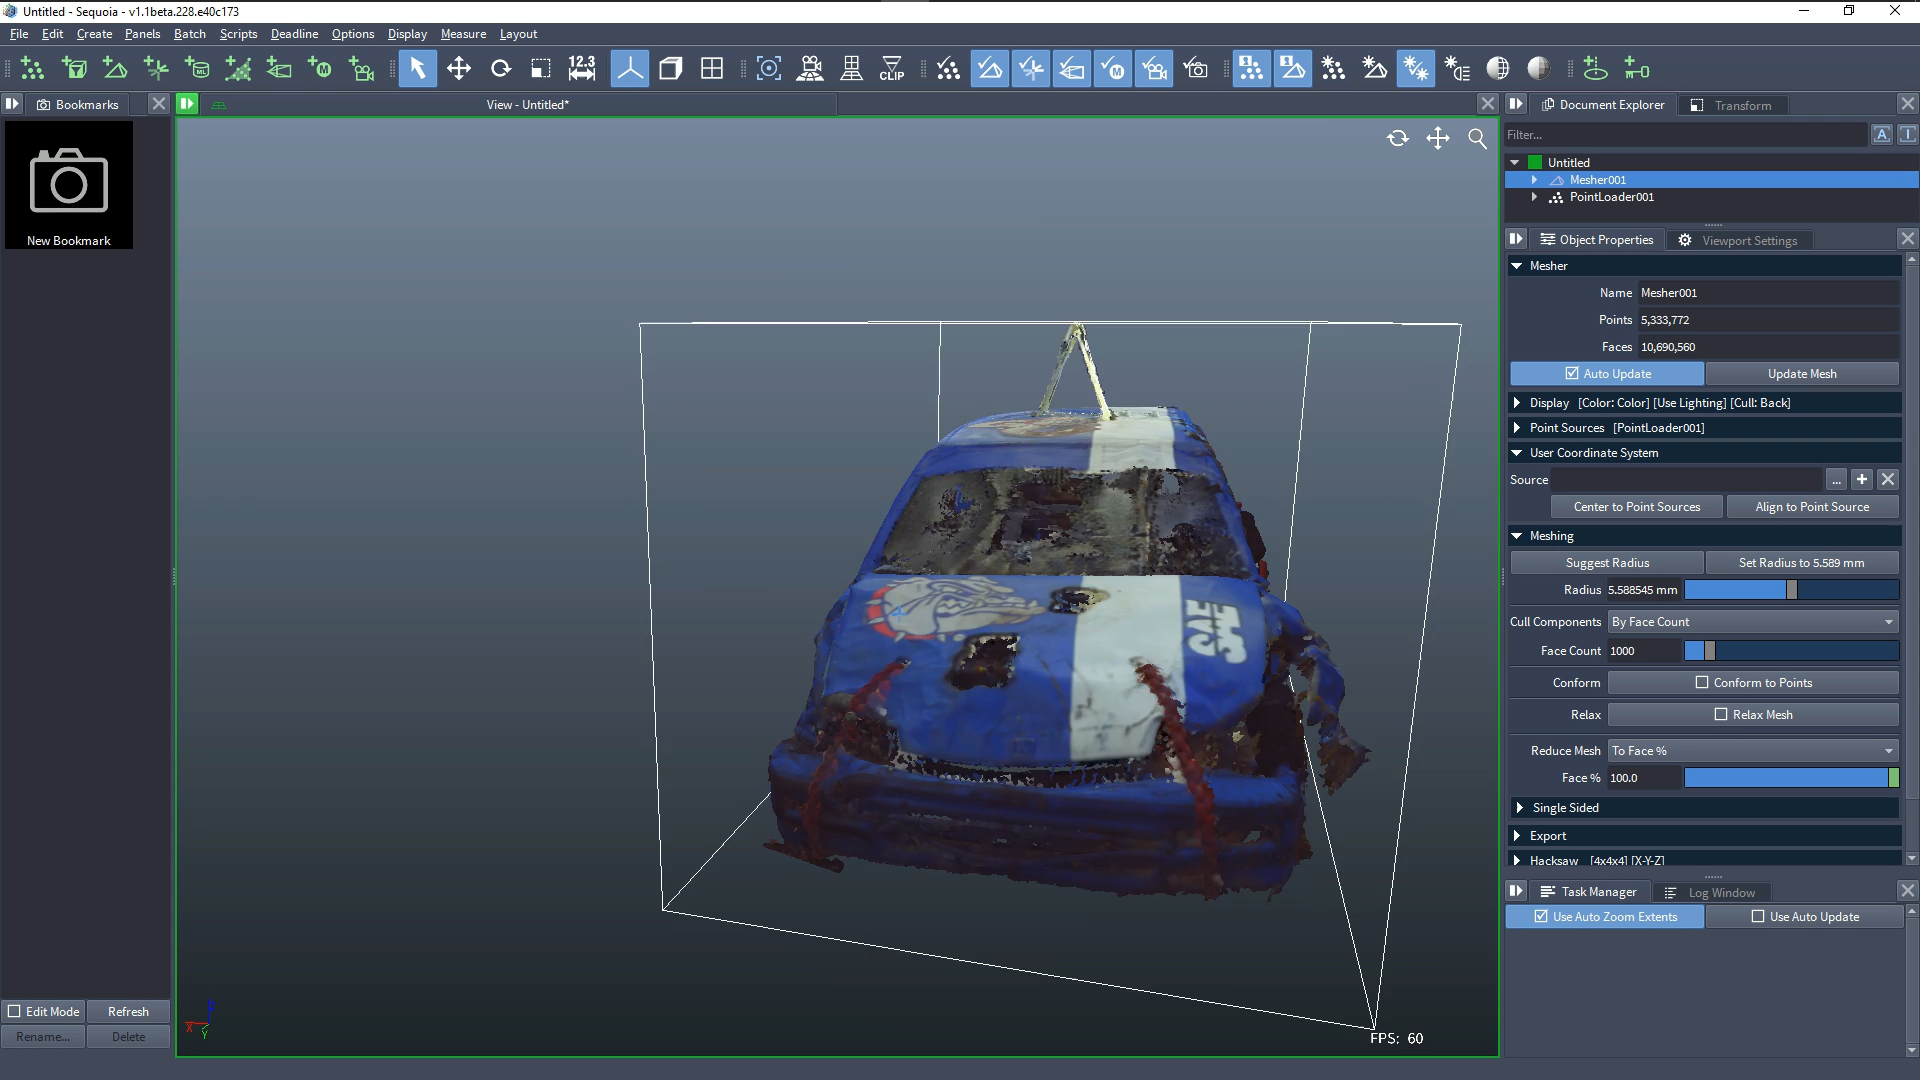 Untitled - Sequoia - v1.1beta.228.e40c173
File Edit Create Panels Batch Scripts Deadline Options Display Measure Layout
12.3
CLIP
Bookmarks
View - Untitled*
Document Explorer
Transform
New Bookmark
Filter...
A
I
Untitled
Mesher001
PointLoader001
Object Properties
Viewport Settings
Mesher
Name Mesher001
Points 5,333,772
Faces 10,690,560
Auto Update
Update Mesh
Display [Color: Color] [Use Lighting] [Cull: Back]
Point Sources [PointLoader001]
User Coordinate System
Source
...
Center to Point Sources
Align to Point Source
Meshing
Suggest Radius
Set Radius to 5.589 mm
Radius 5.588545 mm
Cull Components By Face Count
Face Count 1000
Conform Conform to Points
Relax Relax Mesh
Reduce Mesh To Face %
Face % 100.0
Single Sided
Export
Hacksaw [4x4x4] [X-Y-Z]
Task Manager
Log Window
Use Auto Zoom Extents
Use Auto Update
SAE
Edit Mode
Refresh
Rename...
Delete
X
Y
FPS: 60